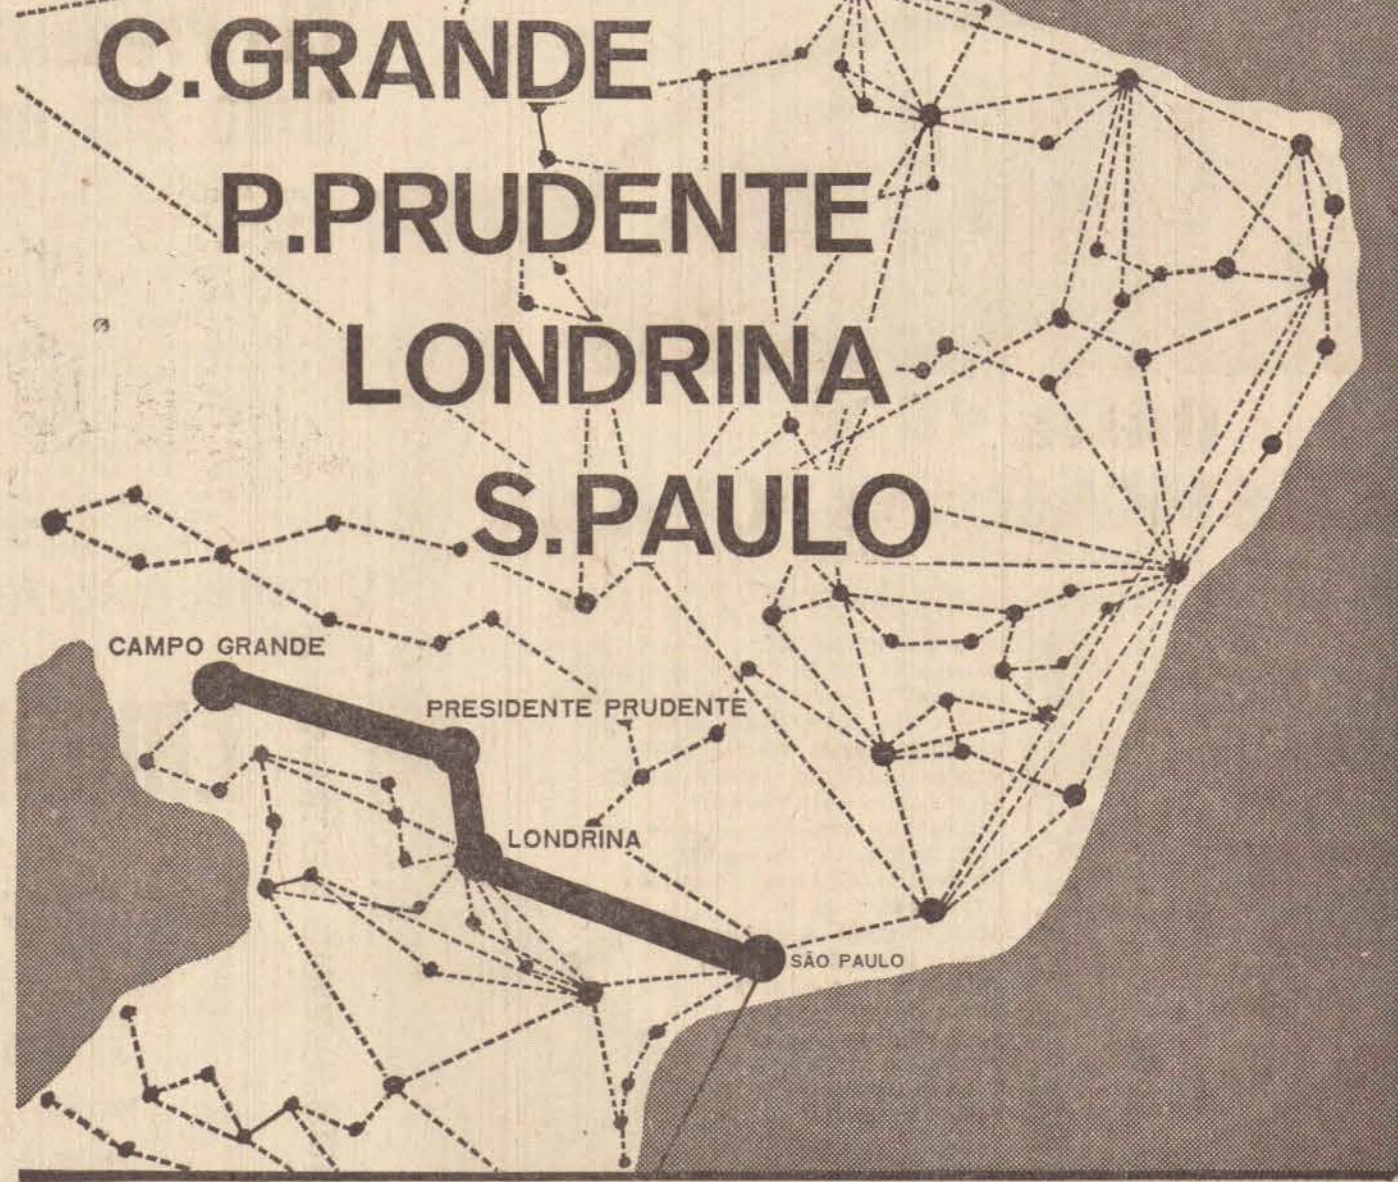 C.GRANDE
P.PRUDENTE
LONDRINA
S.PAULO
CAMPO GRANDE
PRESIDENTE PRUDENTE
LONDRINA
SÃO PAULO